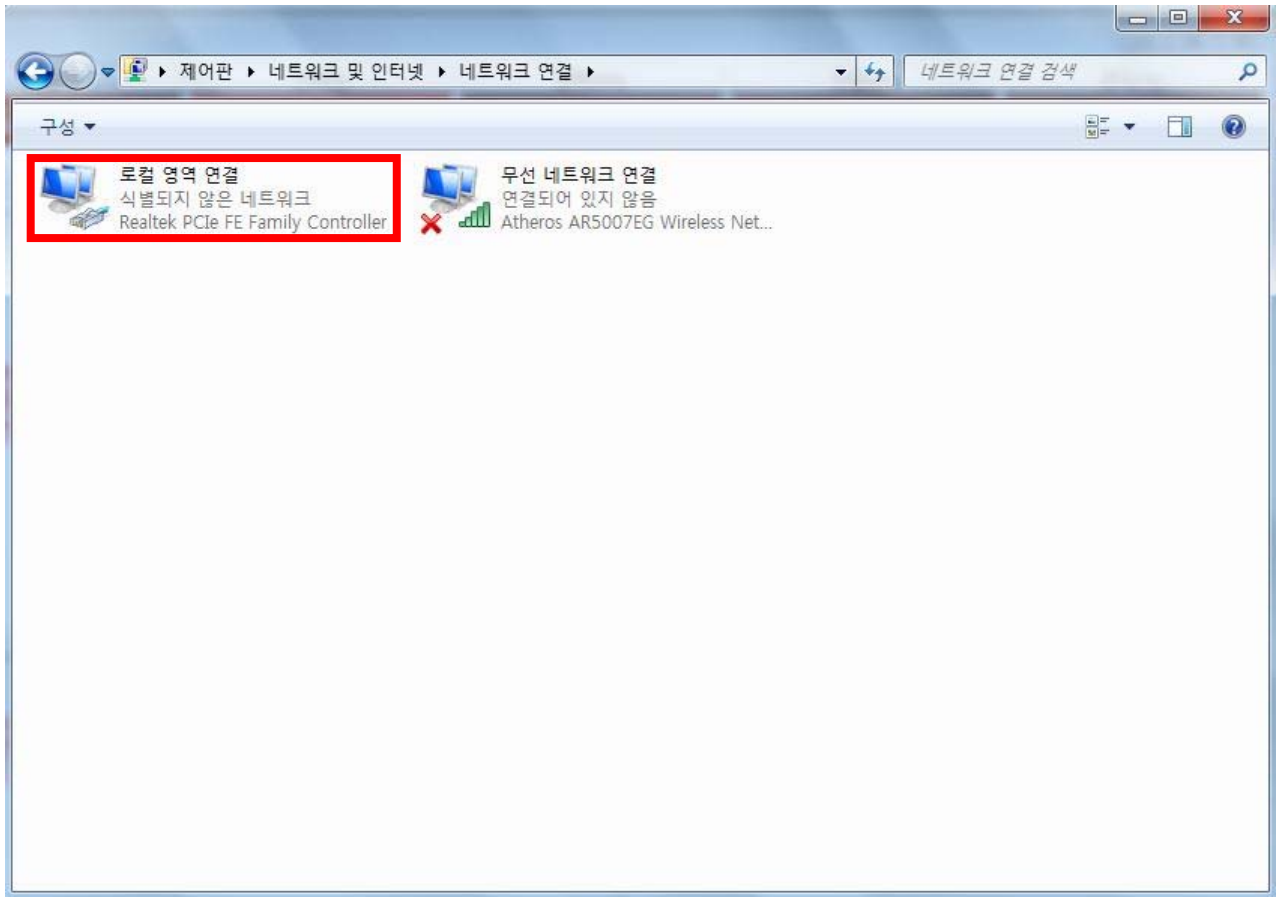 제어판 ▸ 네트워크 및 인터넷 ▸ 네트워크 연결 ▸
네트워크 연결 검색
구성
로컬 영역 연결
식별되지 않은 네트워크
Realtek PCIe FE Family Controller
무선 네트워크 연결
연결되어 있지 않음
Atheros AR5007EG Wireless Net...